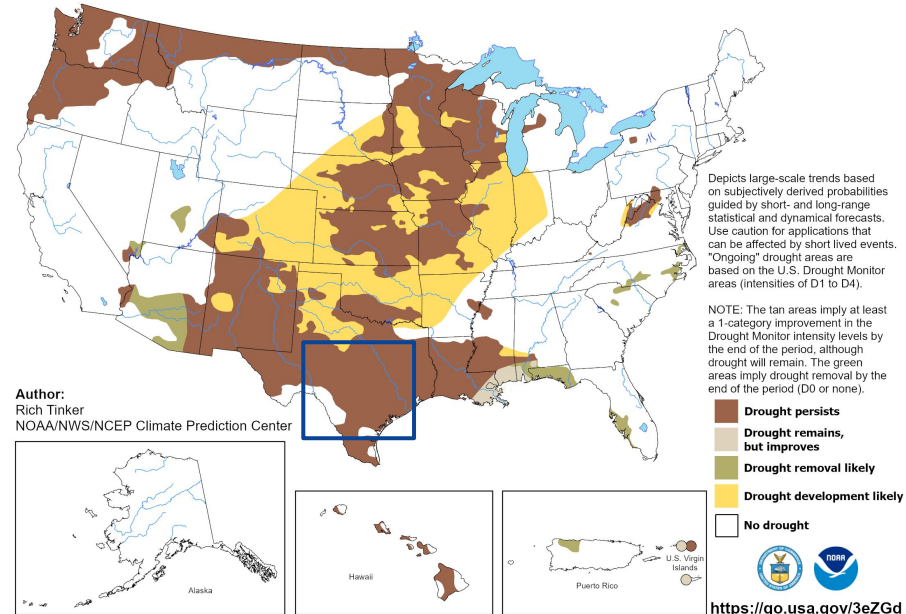 Depicts large-scale trends based
on subjectively derived probabilities
guided by short- and long-range
statistical and dynamical forecasts.
Use caution for applications that
can be affected by short lived events.
"Ongoing" drought areas are
based on the U.S. Drought Monitor
areas (intensities of D1 to D4).
NOTE: The tan areas imply at least
a 1-category improvement in the
Drought Monitor intensity levels by
the end of the period, although
drought will remain. The green
areas imply drought removal by the
end of the period (D0 or none).
Author:
Rich Tinker
NOAA/NWS/NCEP Climate Prediction Center
Drought persists
Drought remains,
but improves
Drought removal likely
Drought development likely
No drought
Alaska
Hawaii
Puerto Rico
U.S. Virgin
Islands
NOAA
https://go.usa.gov/3eZGd